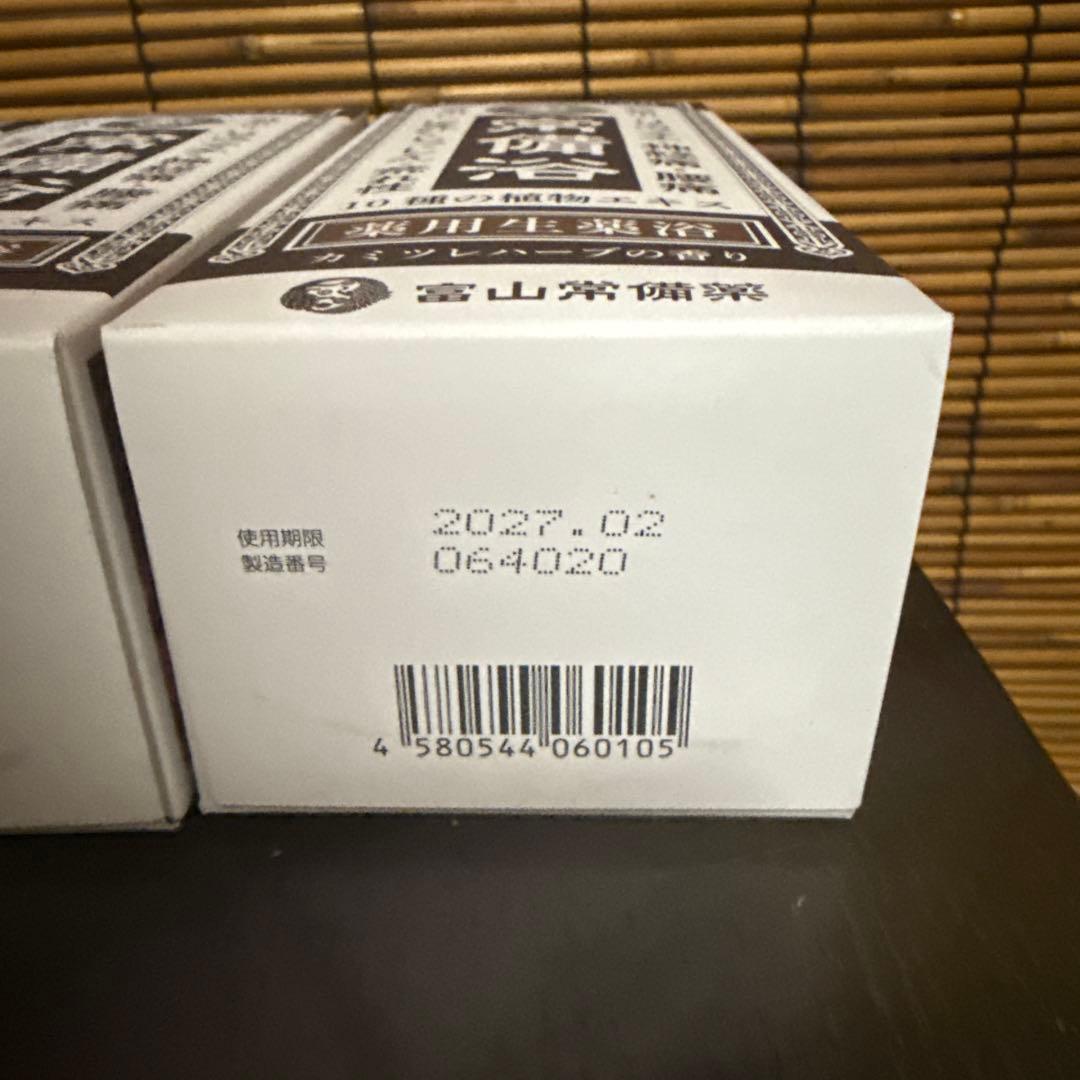 常備浴
10種の植物エキス
薬用生薬浴
カミツレハーブの香り
富山常備薬
使用期限 2027.02
製造番号 064020
4 580544 060105